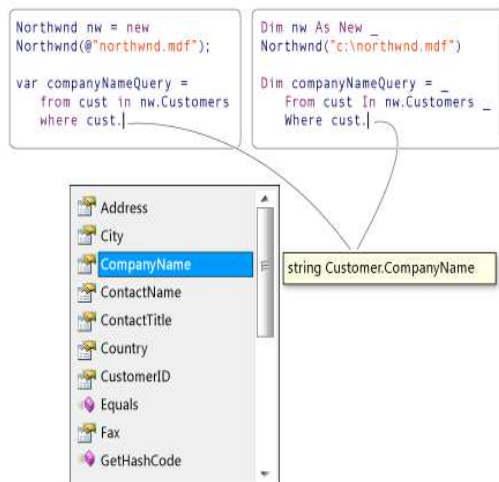 Northwnd nw = new
Northwnd(@"northwnd.mdf");
var companyNameQuery =
from cust in nw.Customers
where cust.
Dim nw As New _
Northwnd("c:\northwnd.mdf")
Dim companyNameQuery = _
From cust In nw.Customers _
Where cust.
Address
City
CompanyName
string Customer.CompanyName
ContactName
ContactTitle
Country
CustomerID
Equals
Fax
GetHashCode